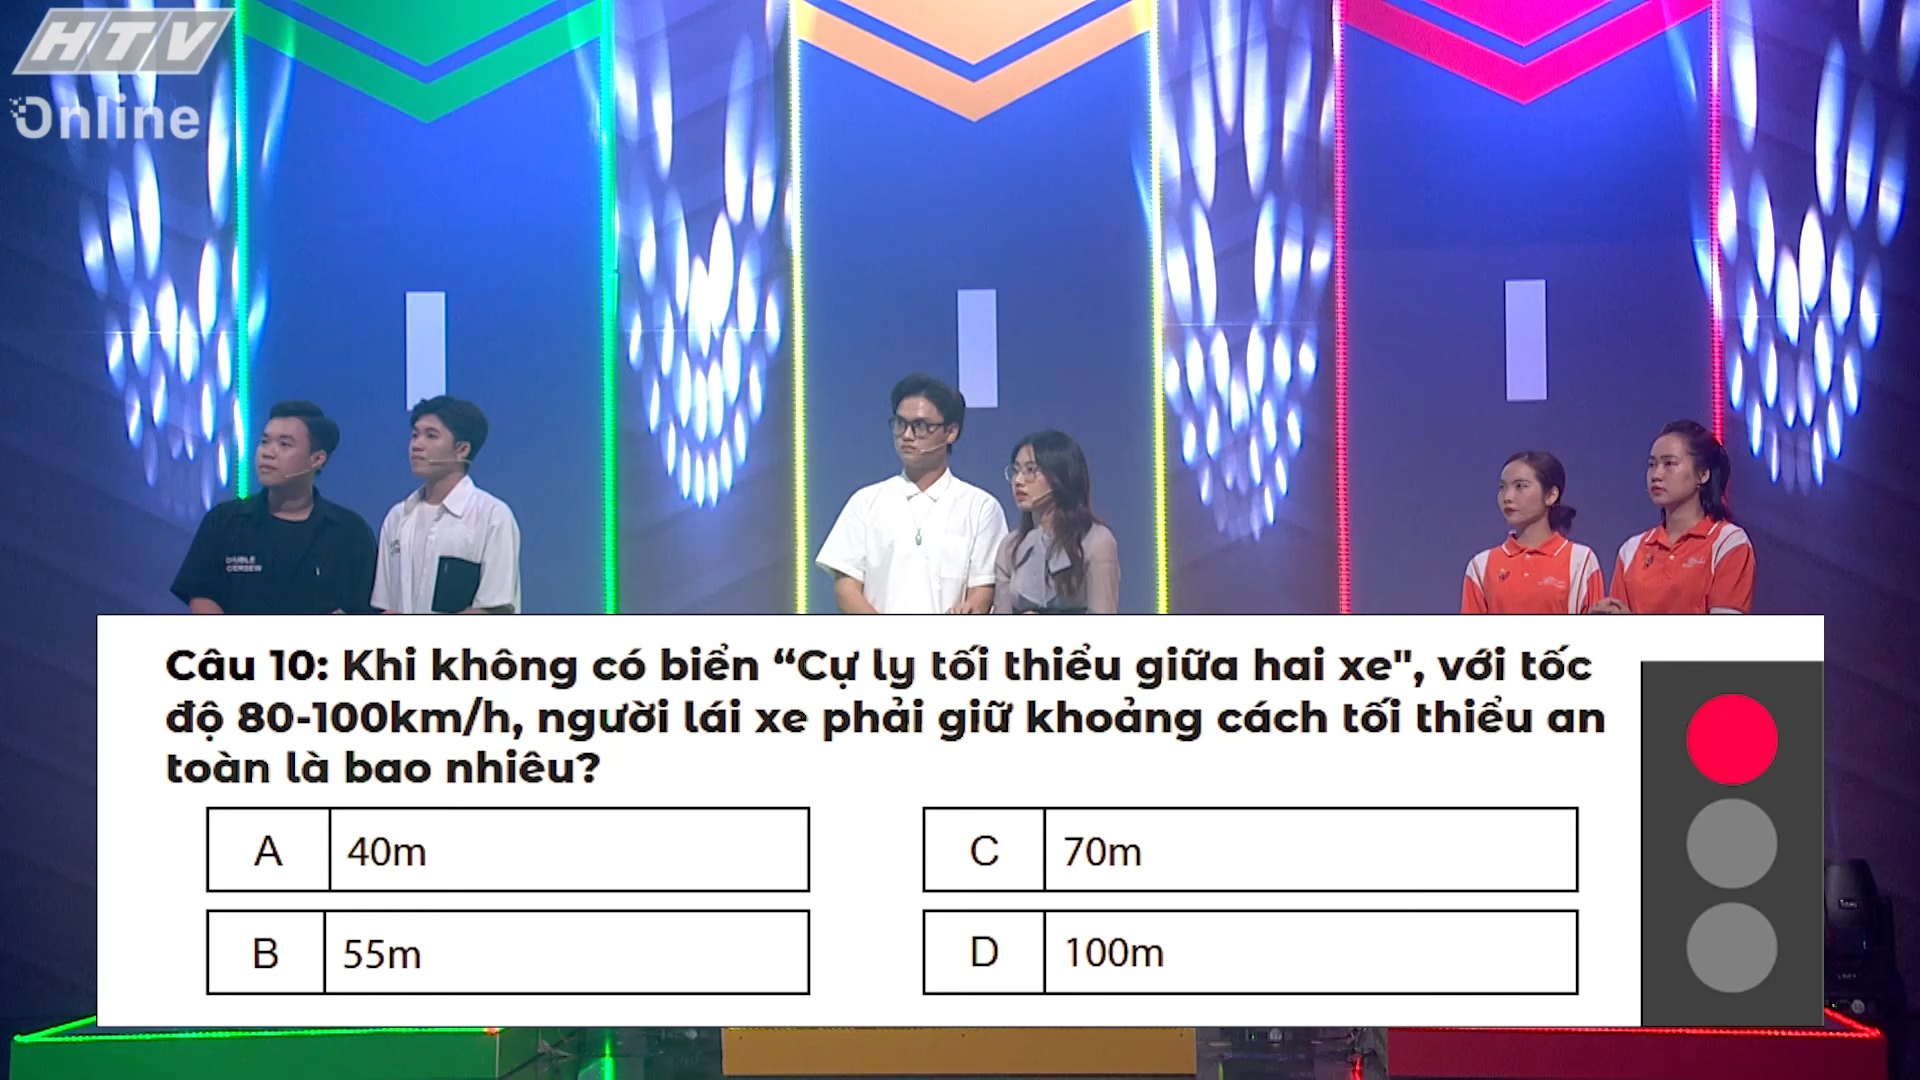 HTV
Online
Câu 10: Khi không có biển “Cự ly tối thiểu giữa hai xe", với tốc
độ 80-100km/h, người lái xe phải giữ khoảng cách tối thiểu an
toàn là bao nhiêu?
A 40m
B 55m
C 70m
D 100m